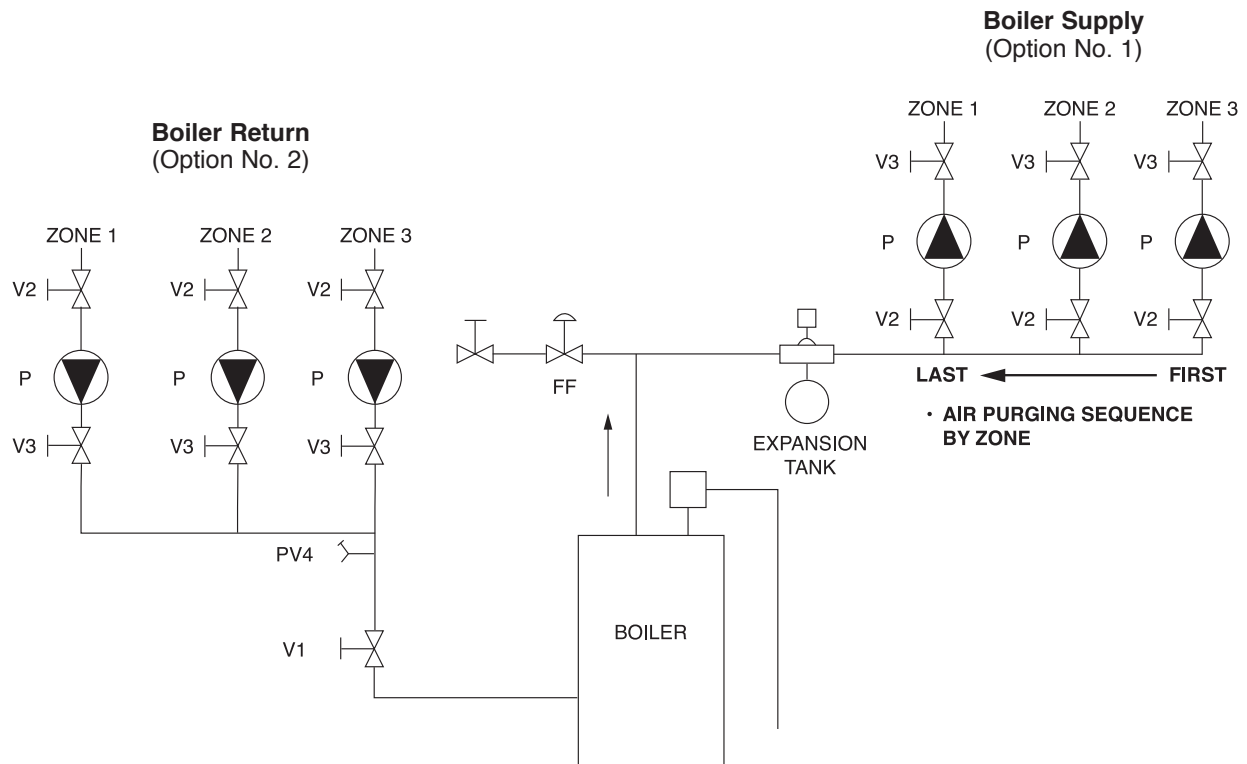 Boiler Supply
(Option No. 1)
ZONE 1 ZONE 2 ZONE 3
V3 V3 V3
P P P
V2 V2 V2
LAST FIRST
· AIR PURGING SEQUENCE
BY ZONE
Boiler Return
(Option No. 2)
ZONE 1 ZONE 2 ZONE 3
V2 V2 V2
P P P
V3 V3 V3
PV4
V1
FF
EXPANSION
TANK
BOILER